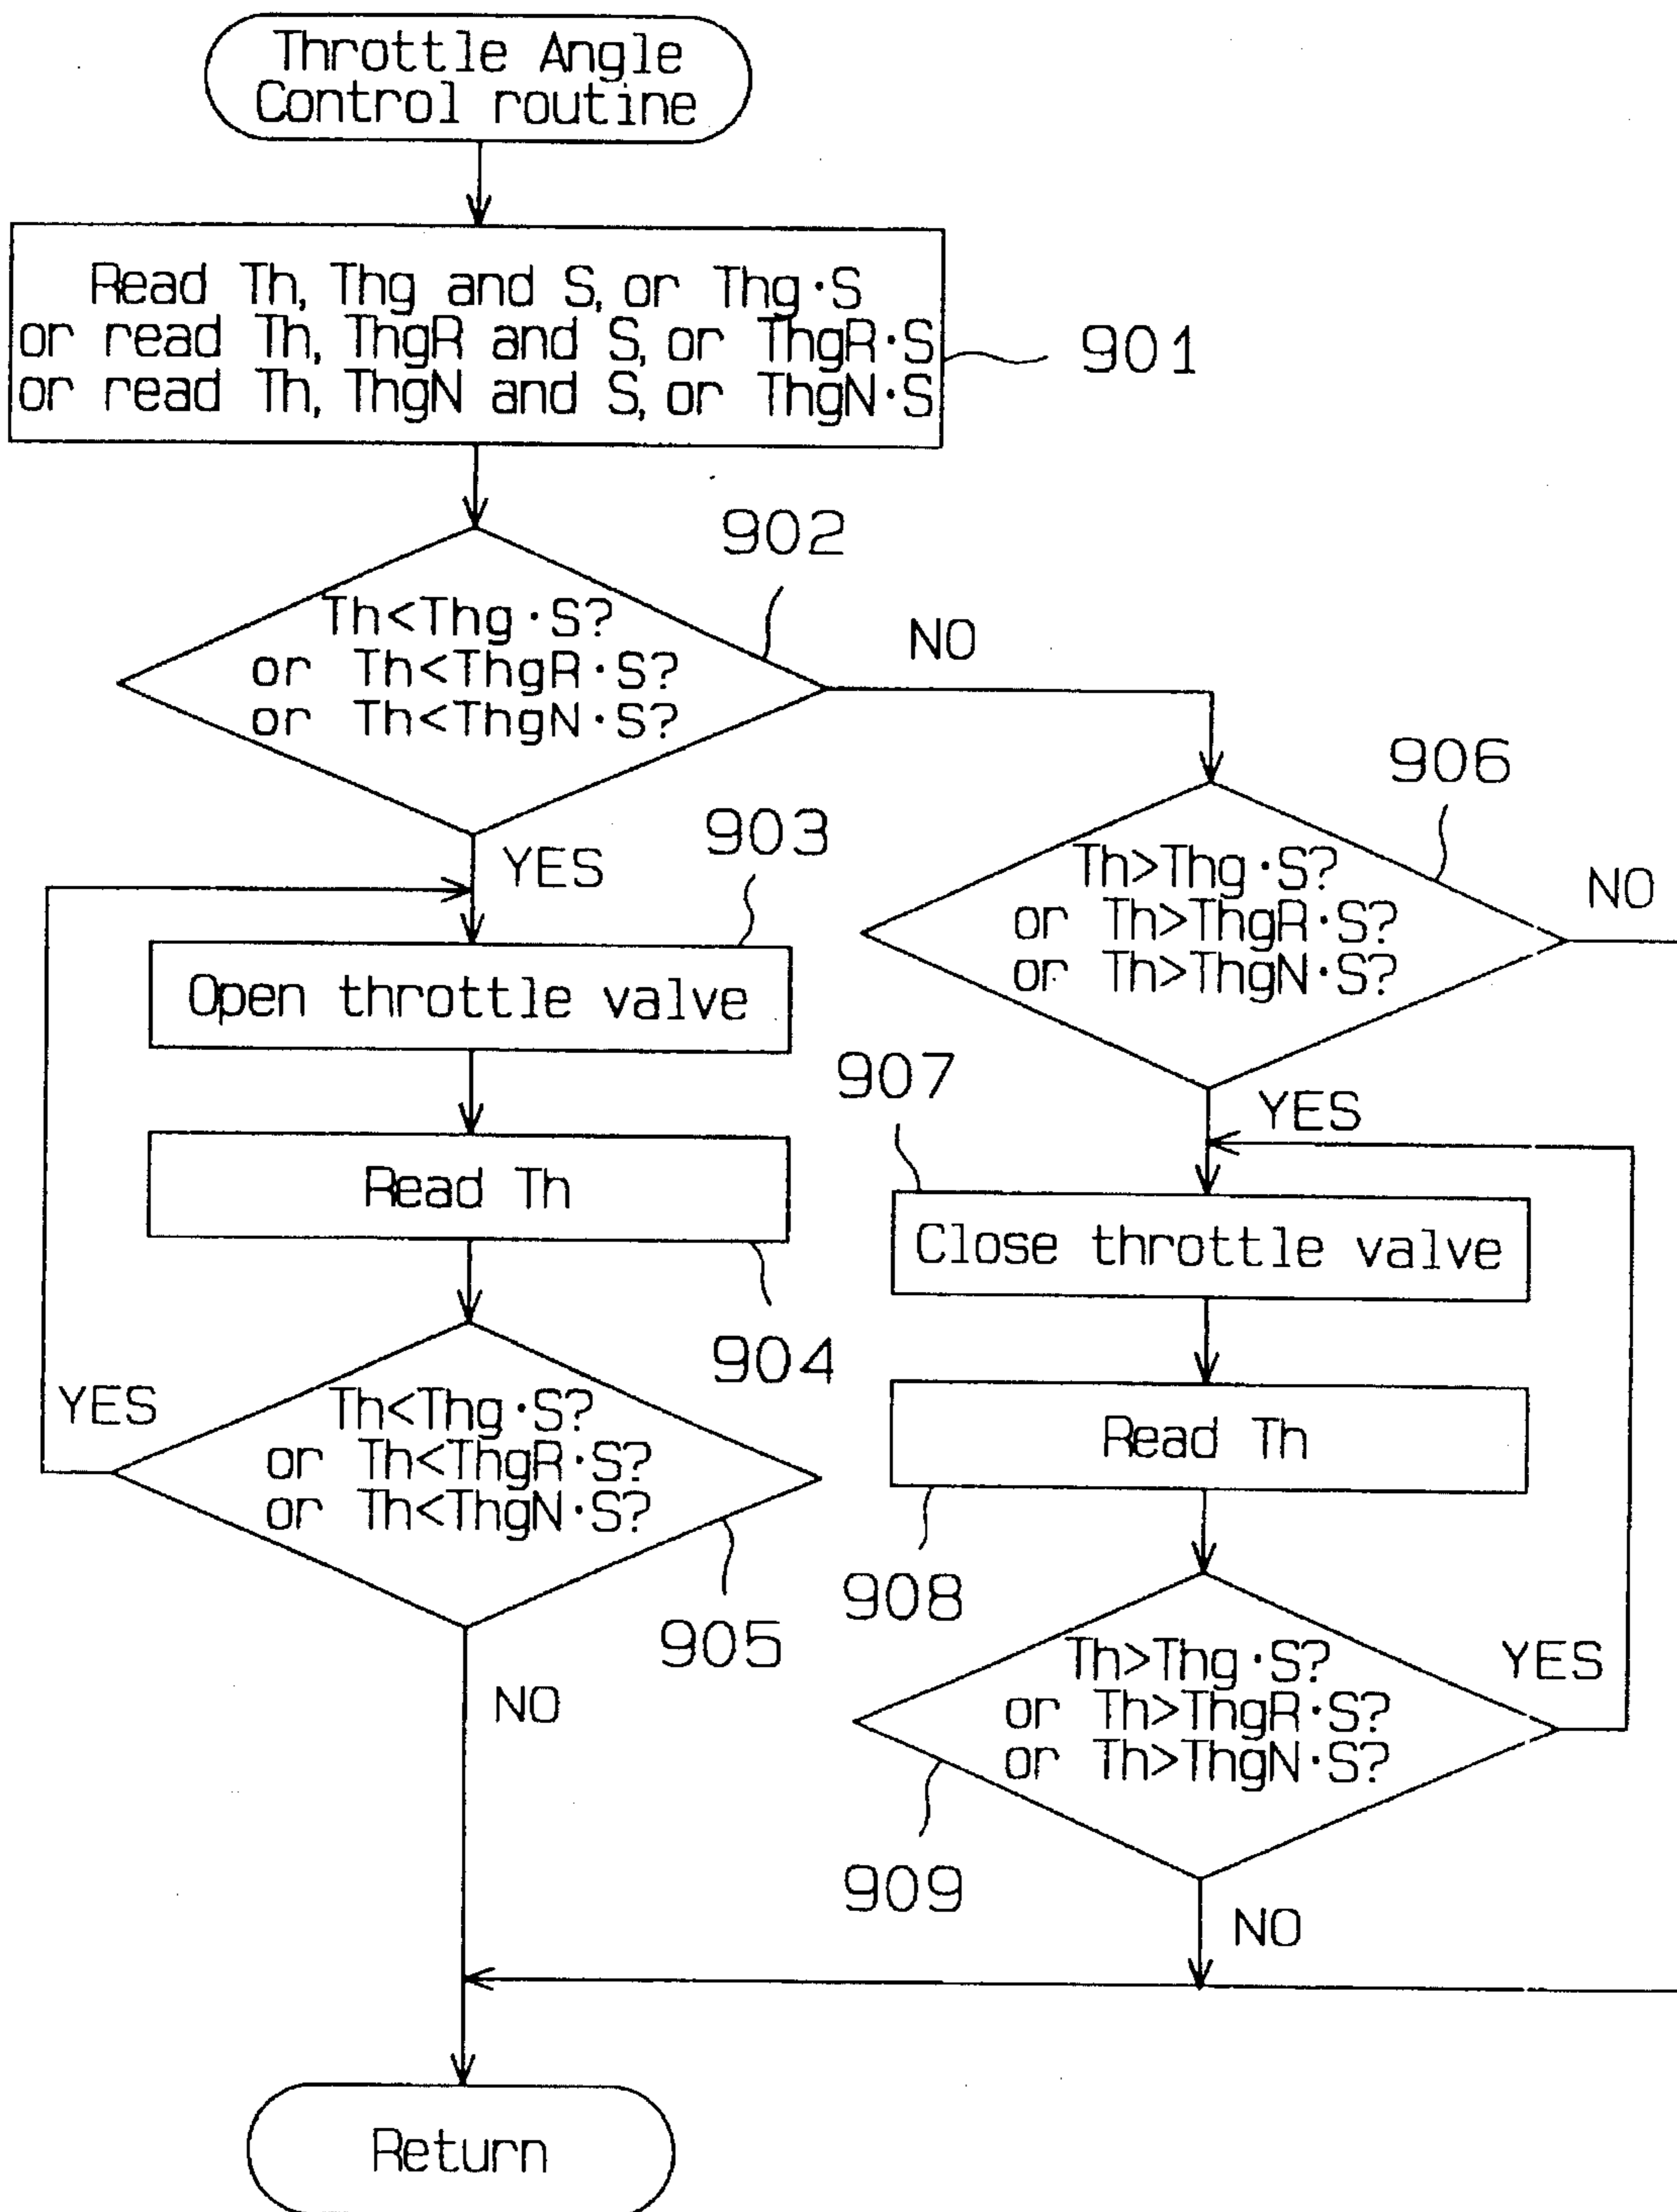 Throttle Angle
Control routine
Read Th, Thg and S, or Thg·S
or read Th, ThgR and S, or ThgR·S
or read Th, ThgN and S, or ThgN·S
901
902
Th<Thg·S?
or Th<ThgR·S?
or Th<ThgN·S?
NO
YES
903
Open throttle valve
Read Th
904
Th<Thg·S?
or Th<ThgR·S?
or Th<ThgN·S?
YES
905
NO
906
Th>Thg·S?
or Th>ThgR·S?
or Th>ThgN·S?
NO
YES
907
Close throttle valve
Read Th
908
Th>Thg·S?
or Th>ThgR·S?
or Th>ThgN·S?
YES
909
NO
Return